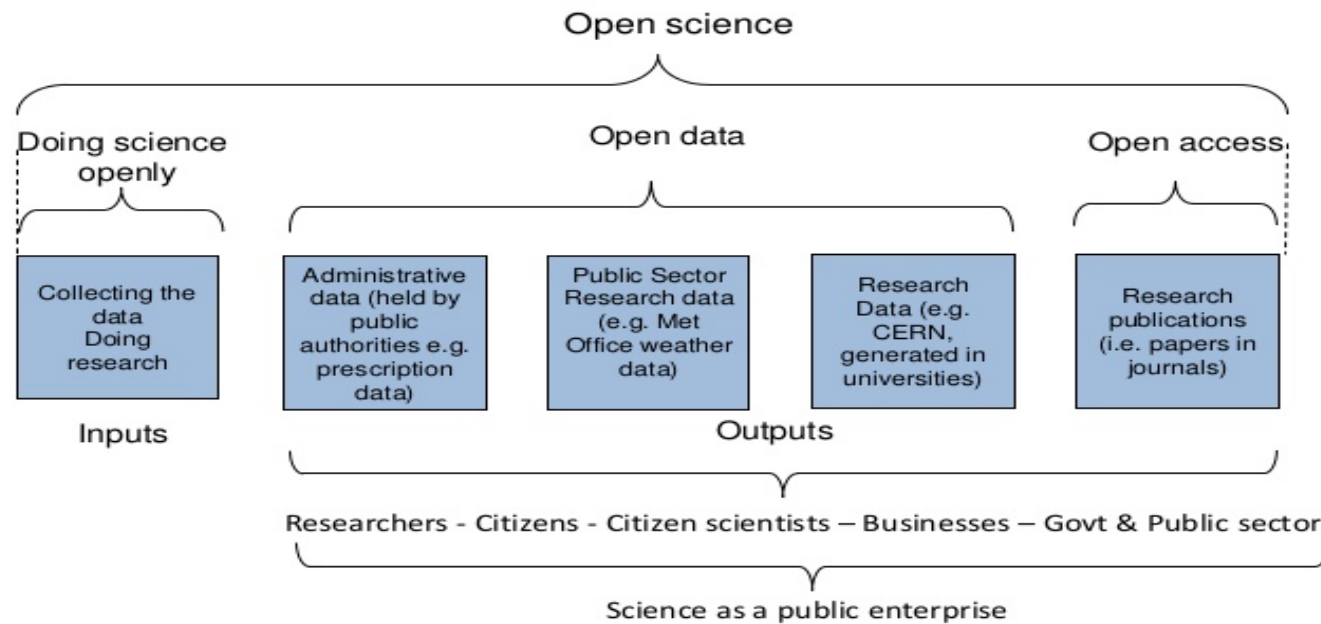 Open science
Doing science
openly
Open data
Open access
Collecting the
data
Doing
research
Administrative
data (held by
public
authorities e.g.
prescription
data)
Public Sector
Research data
(e.g. Met
Office weather
data)
Research
Data (e.g.
CERN,
generated in
universities)
Research
publications
(i.e. papers in
journals)
Inputs
Outputs
Researchers - Citizens - Citizen scientists – Businesses – Govt & Public sector
Science as a public enterprise